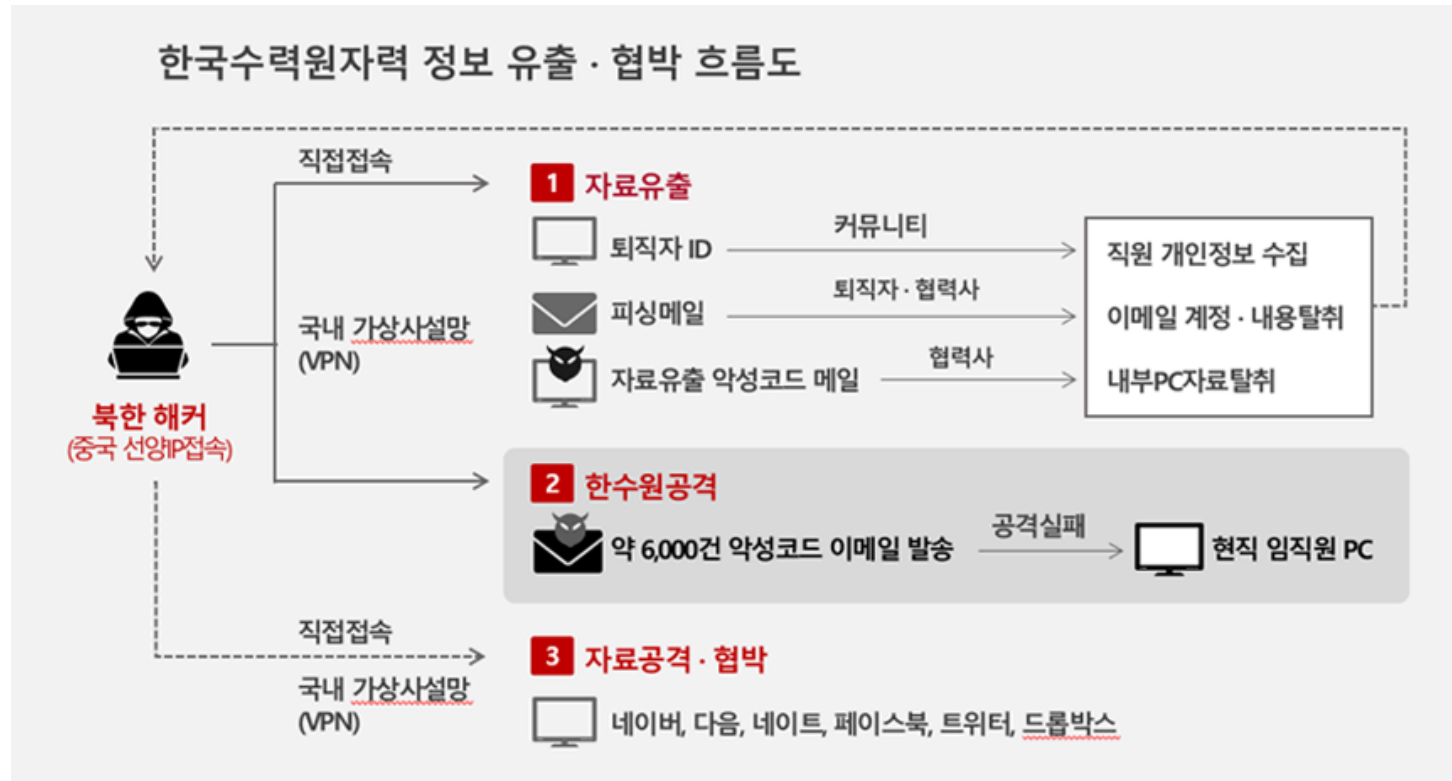 한국수력원자력 정보 유출 · 협박 흐름도
직접접속
국내 가상사설망
(VPN)
북한 해커
(중국 선양IP접속)
1 자료유출
퇴직자 ID
커뮤니티
직원 개인정보 수집
피싱메일
퇴직자 · 협력사
이메일 계정 · 내용탈취
자료유출 악성코드 메일
협력사
내부PC자료탈취
2 한수원공격
약 6,000건 악성코드 이메일 발송
공격실패
현직 임직원 PC
직접접속
국내 가상사설망
(VPN)
3 자료공격 · 협박
네이버, 다음, 네이트, 페이스북, 트위터, 드롭박스